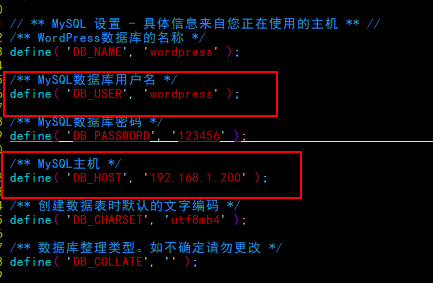 // ** MySQL 设置 - 具体信息来自您正在使用的主机 ** //
/** WordPress数据库的名称 */
define( 'DB_NAME', 'wordpress' );
/** MySQL数据库用户名 */
define( 'DB_USER', 'wordpress' );
/** MySQL数据库密码 */
define( 'DB_PASSWORD', '123456' );
/** MySQL主机 */
define( 'DB_HOST', '192.168.1.200' );
/** 创建数据表时默认的文字编码 */
define( 'DB_CHARSET', 'utf8mb4' );
/** 数据库整理类型。如不确定请勿更改 */
define( 'DB_COLLATE', '' );